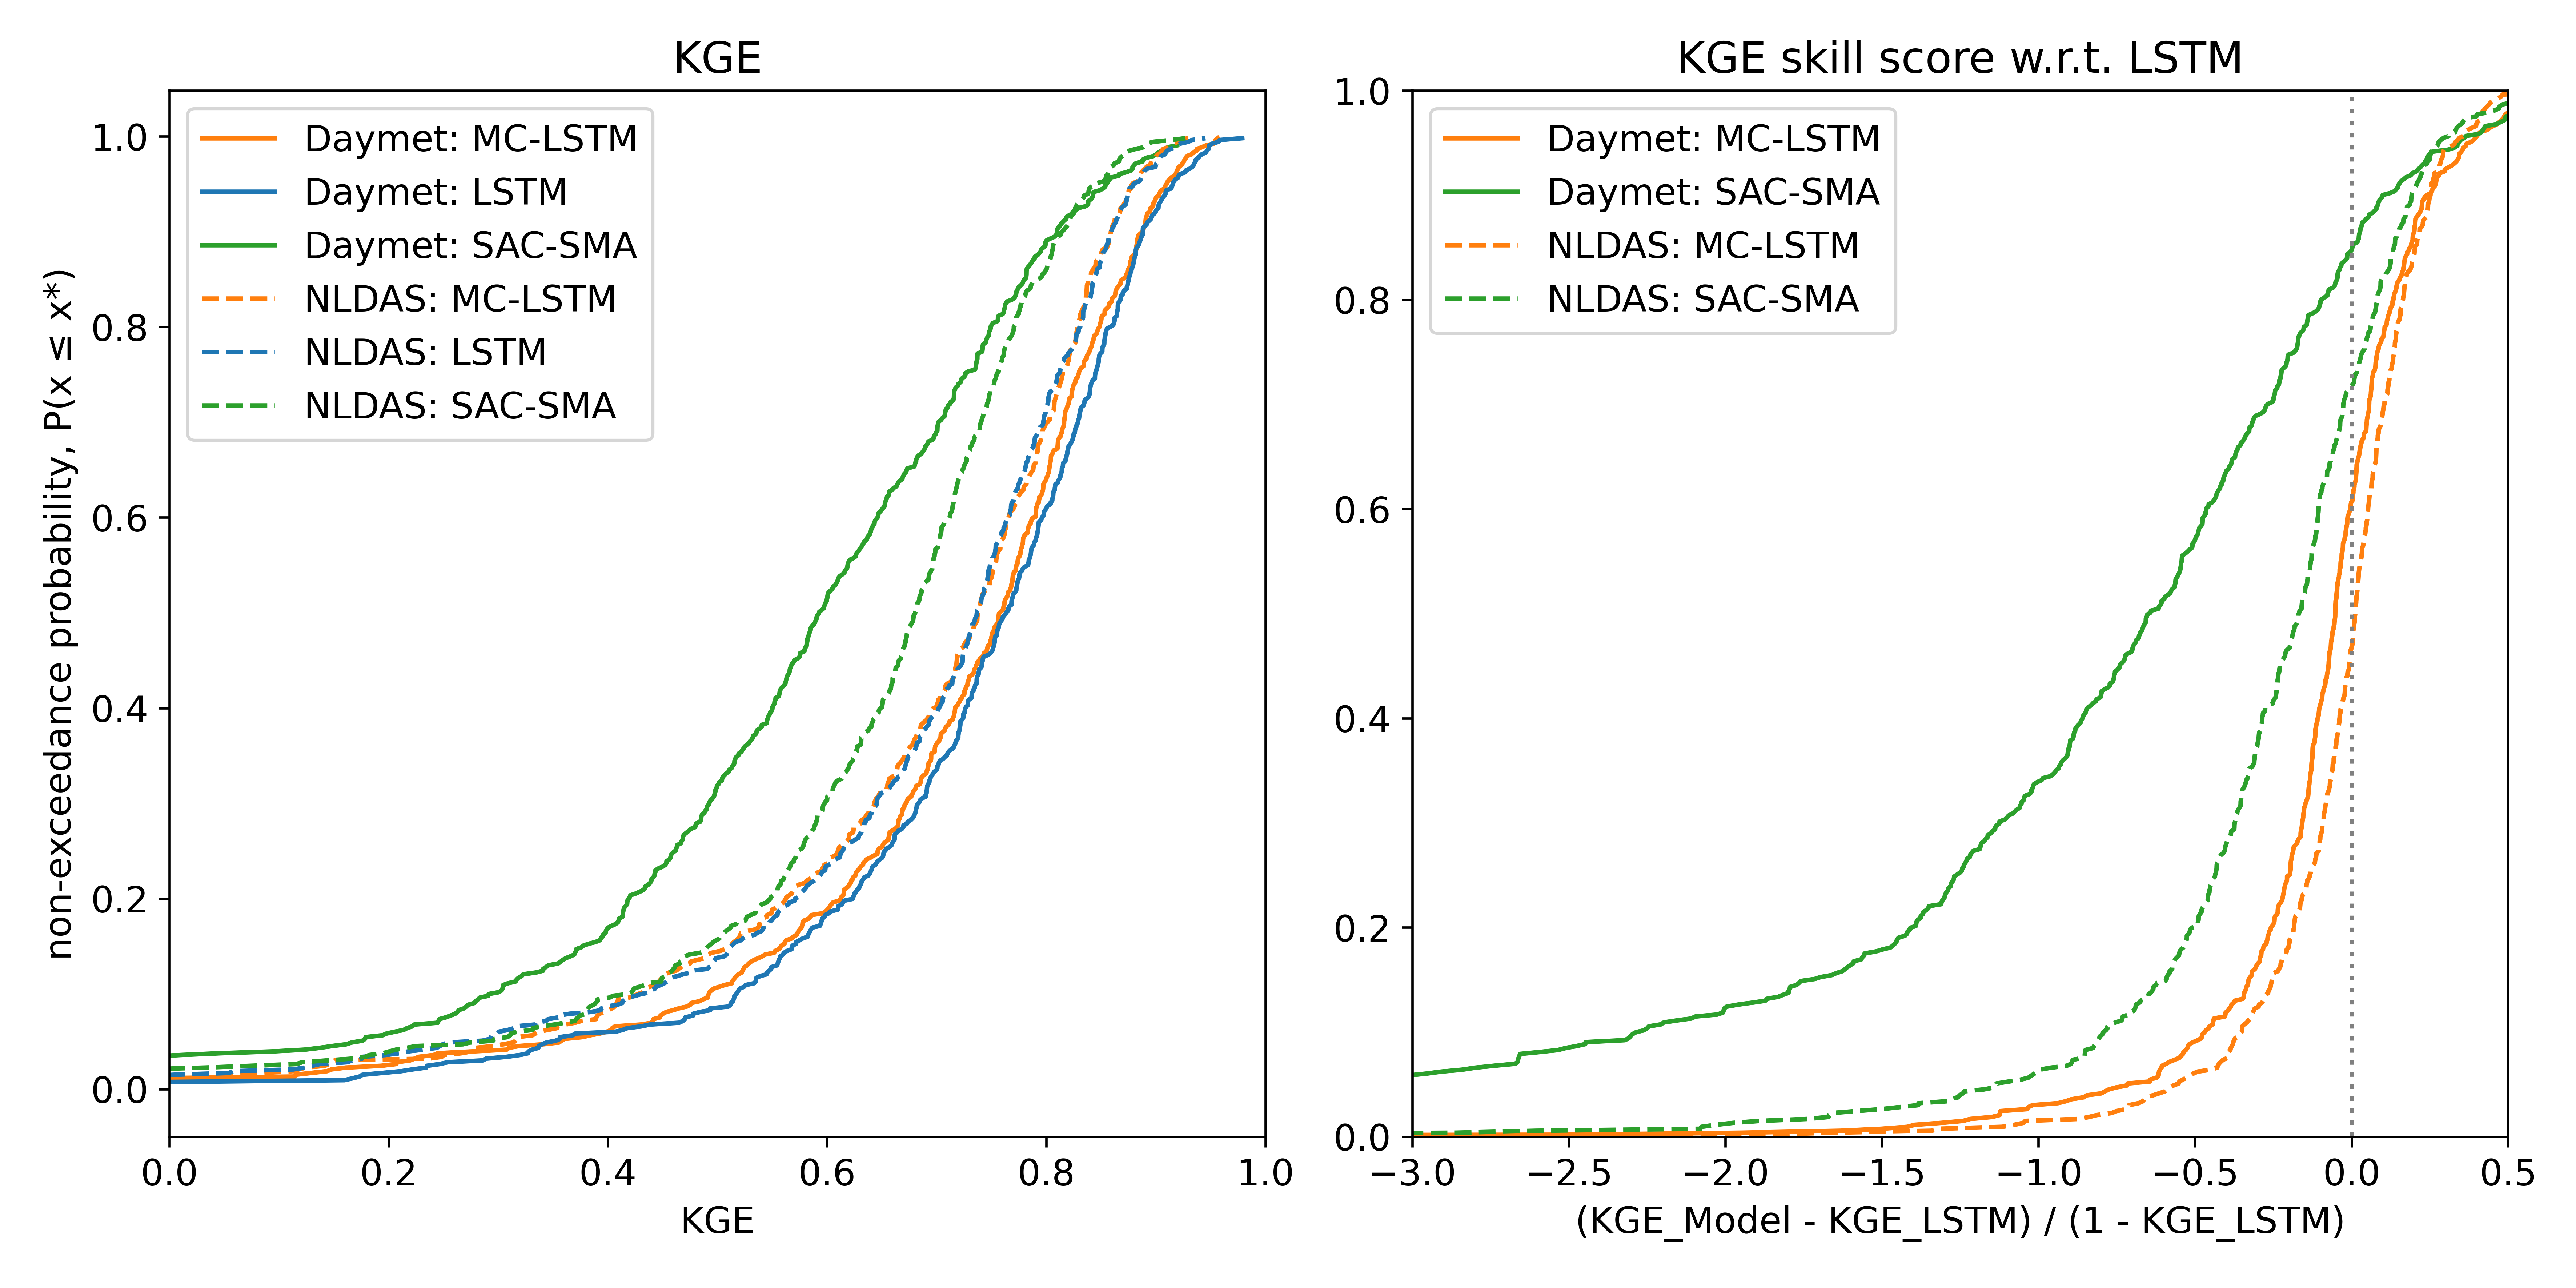 KGE
Daymet: MC-LSTM
Daymet: LSTM
Daymet: SAC-SMA
NLDAS: MC-LSTM
NLDAS: LSTM
NLDAS: SAC-SMA
non-exceedance probability, P(x ≤ x*)
1.0
0.8
0.6
0.4
0.2
0.0
0.0 0.2 0.4 0.6 0.8 1.0
KGE
KGE skill score w.r.t. LSTM
Daymet: MC-LSTM
Daymet: SAC-SMA
NLDAS: MC-LSTM
NLDAS: SAC-SMA
1.0
0.8
0.6
0.4
0.2
0.0
−3.0 −2.5 −2.0 −1.5 −1.0 −0.5 0.0 0.5
(KGE_Model - KGE_LSTM) / (1 - KGE_LSTM)